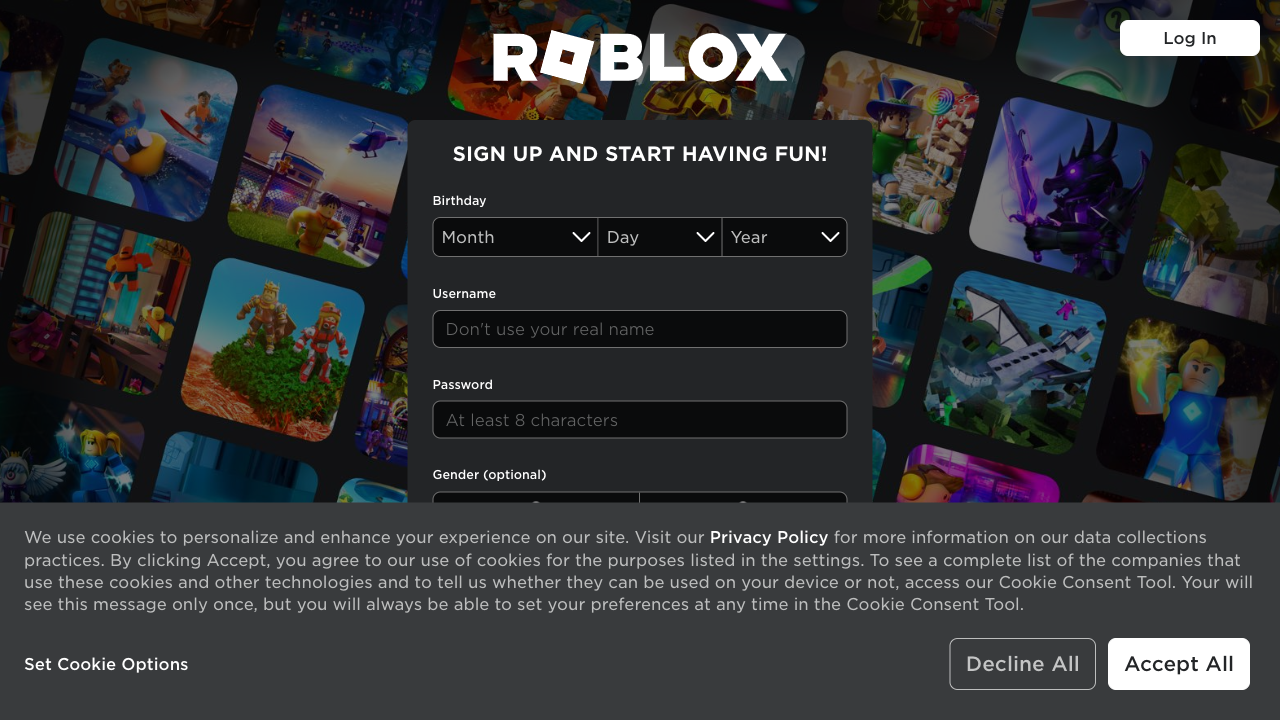 ROBLOX
Log In
SIGN UP AND START HAVING FUN!
Birthday
Month Day Year
Username
Don't use your real name
Password
At least 8 characters
Gender (optional)
We use cookies to personalize and enhance your experience on our site. Visit our Privacy Policy for more information on our data collections
practices. By clicking Accept, you agree to our use of cookies for the purposes listed in the settings. To see a complete list of the companies that
use these cookies and other technologies and to tell us whether they can be used on your device or not, access our Cookie Consent Tool. Your will
see this message only once, but you will always be able to set your preferences at any time in the Cookie Consent Tool.
Set Cookie Options
Decline All
Accept All